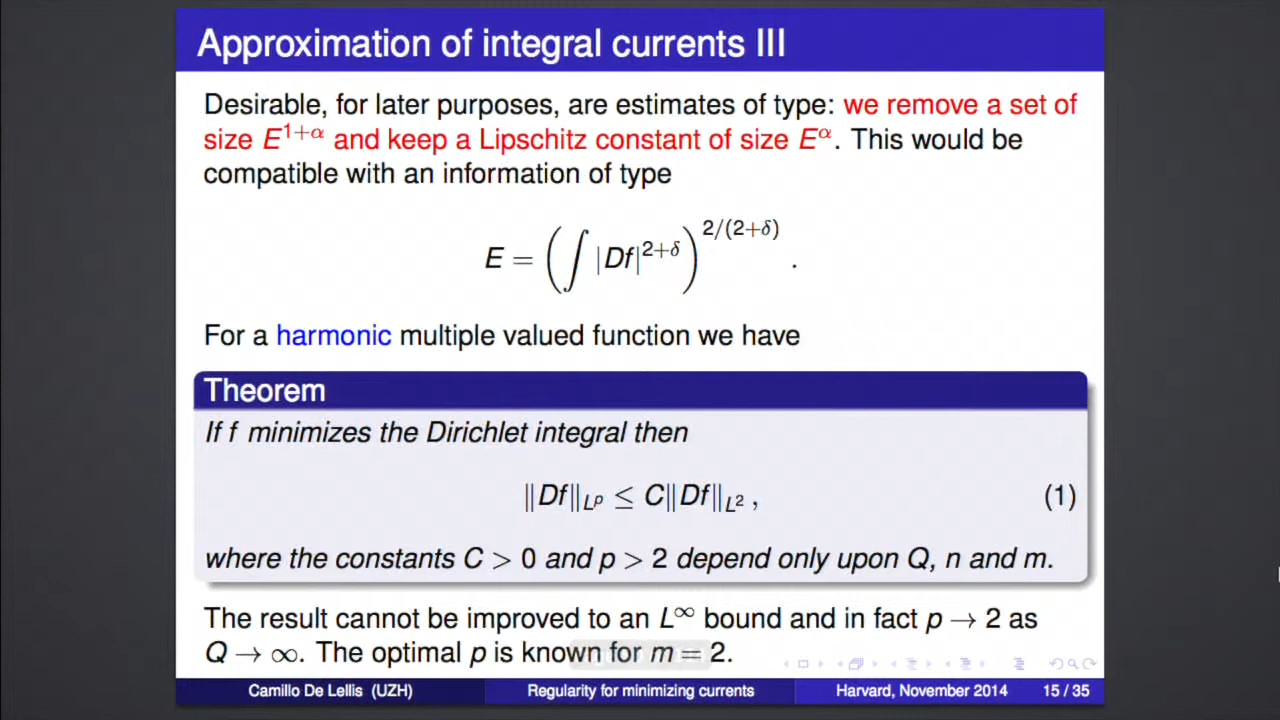 Approximation of integral currents III
Desirable, for later purposes, are estimates of type: we remove a set of
size E^{1+α} and keep a Lipschitz constant of size E^α. This would be
compatible with an information of type
E = (∫ |Df|^{2+δ})^{2/(2+δ)} .
For a harmonic multiple valued function we have
Theorem
If f minimizes the Dirichlet integral then
‖Df‖_{L^p} ≤ C‖Df‖_{L^2} , (1)
where the constants C > 0 and p > 2 depend only upon Q, n and m.
The result cannot be improved to an L^∞ bound and in fact p → 2 as
Q → ∞. The optimal p is known for m = 2.
Camillo De Lellis (UZH) Regularity for minimizing currents Harvard, November 2014 15 / 35